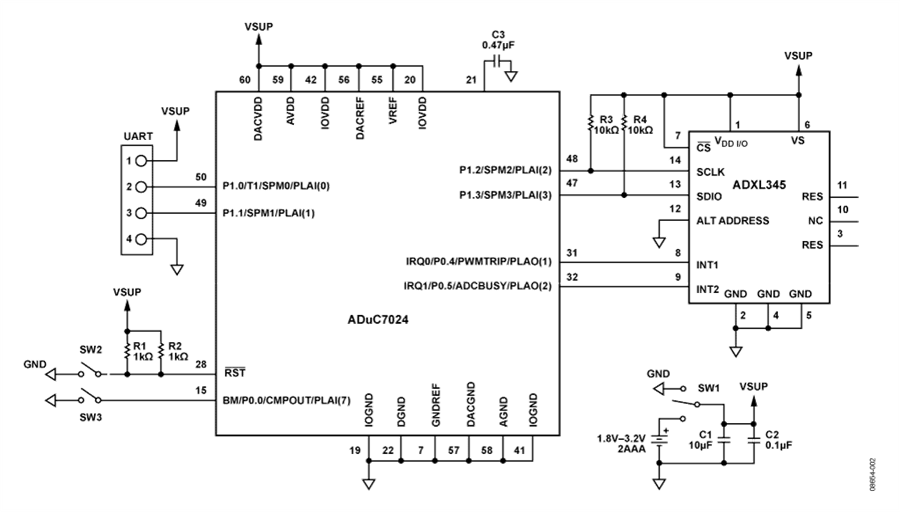 VSUP
C3
0.47µF
60 59 42 56 55 20 21
DACVDD
AVDD
IOVDD
DACREF
VREF
IOVDD
VSUP
UART
1
2
3
4
50
P1.0/T1/SPM0/PLAI(0)
49
P1.1/SPM1/PLAI(1)
48
P1.2/SPM2/PLAI(2)
47
P1.3/SPM3/PLAI(3)
31
IRQ0/P0.4/PWMTRIP/PLAO(1)
32
IRQ1/P0.5/ADCBUSY/PLAO(2)
ADuC7024
VSUP
R1
1kΩ
R2
1kΩ
GND
SW2
28
RST
SW3
15
BM/P0.0/CMPOUT/PLAI(7)
IOGND
DGND
GNDREF
DACGND
AGND
IOGND
19 22 7 57 58 41
VSUP
R3
10kΩ
R4
10kΩ
1
6
VDD I/O
VS
7
CS
14
SCLK
13
SDIO
12
ALT ADDRESS
ADXL345
RES
11
NC
10
RES
3
8
INT1
9
INT2
GND GND GND
2 4 5
GND
SW1
VSUP
+
1.8V–3.2V
2AAA
C1
10µF
C2
0.1µF
08654-002